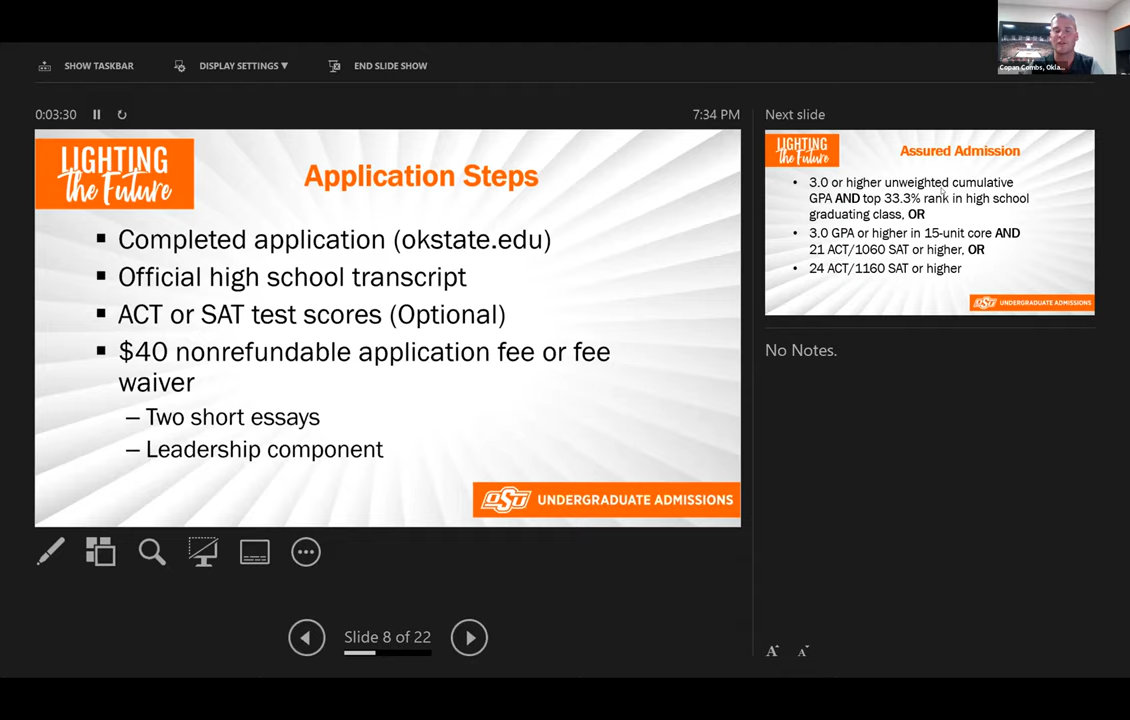 Copan Combs, Okla...
SHOW TASKBAR
DISPLAY SETTINGS ▼
END SLIDE SHOW
0:03:30
7:34 PM
Next slide
LIGHTING
the Future
Application Steps
▪ Completed application (okstate.edu)
▪ Official high school transcript
▪ ACT or SAT test scores (Optional)
▪ $40 nonrefundable application fee or fee
waiver
– Two short essays
– Leadership component
OSU UNDERGRADUATE ADMISSIONS
LIGHTING
the Future
Assured Admission
• 3.0 or higher unweighted cumulative
GPA AND top 33.3% rank in high school
graduating class, OR
• 3.0 GPA or higher in 15-unit core AND
21 ACT/1060 SAT or higher, OR
• 24 ACT/1160 SAT or higher
OSU UNDERGRADUATE ADMISSIONS
No Notes.
Slide 8 of 22
A A